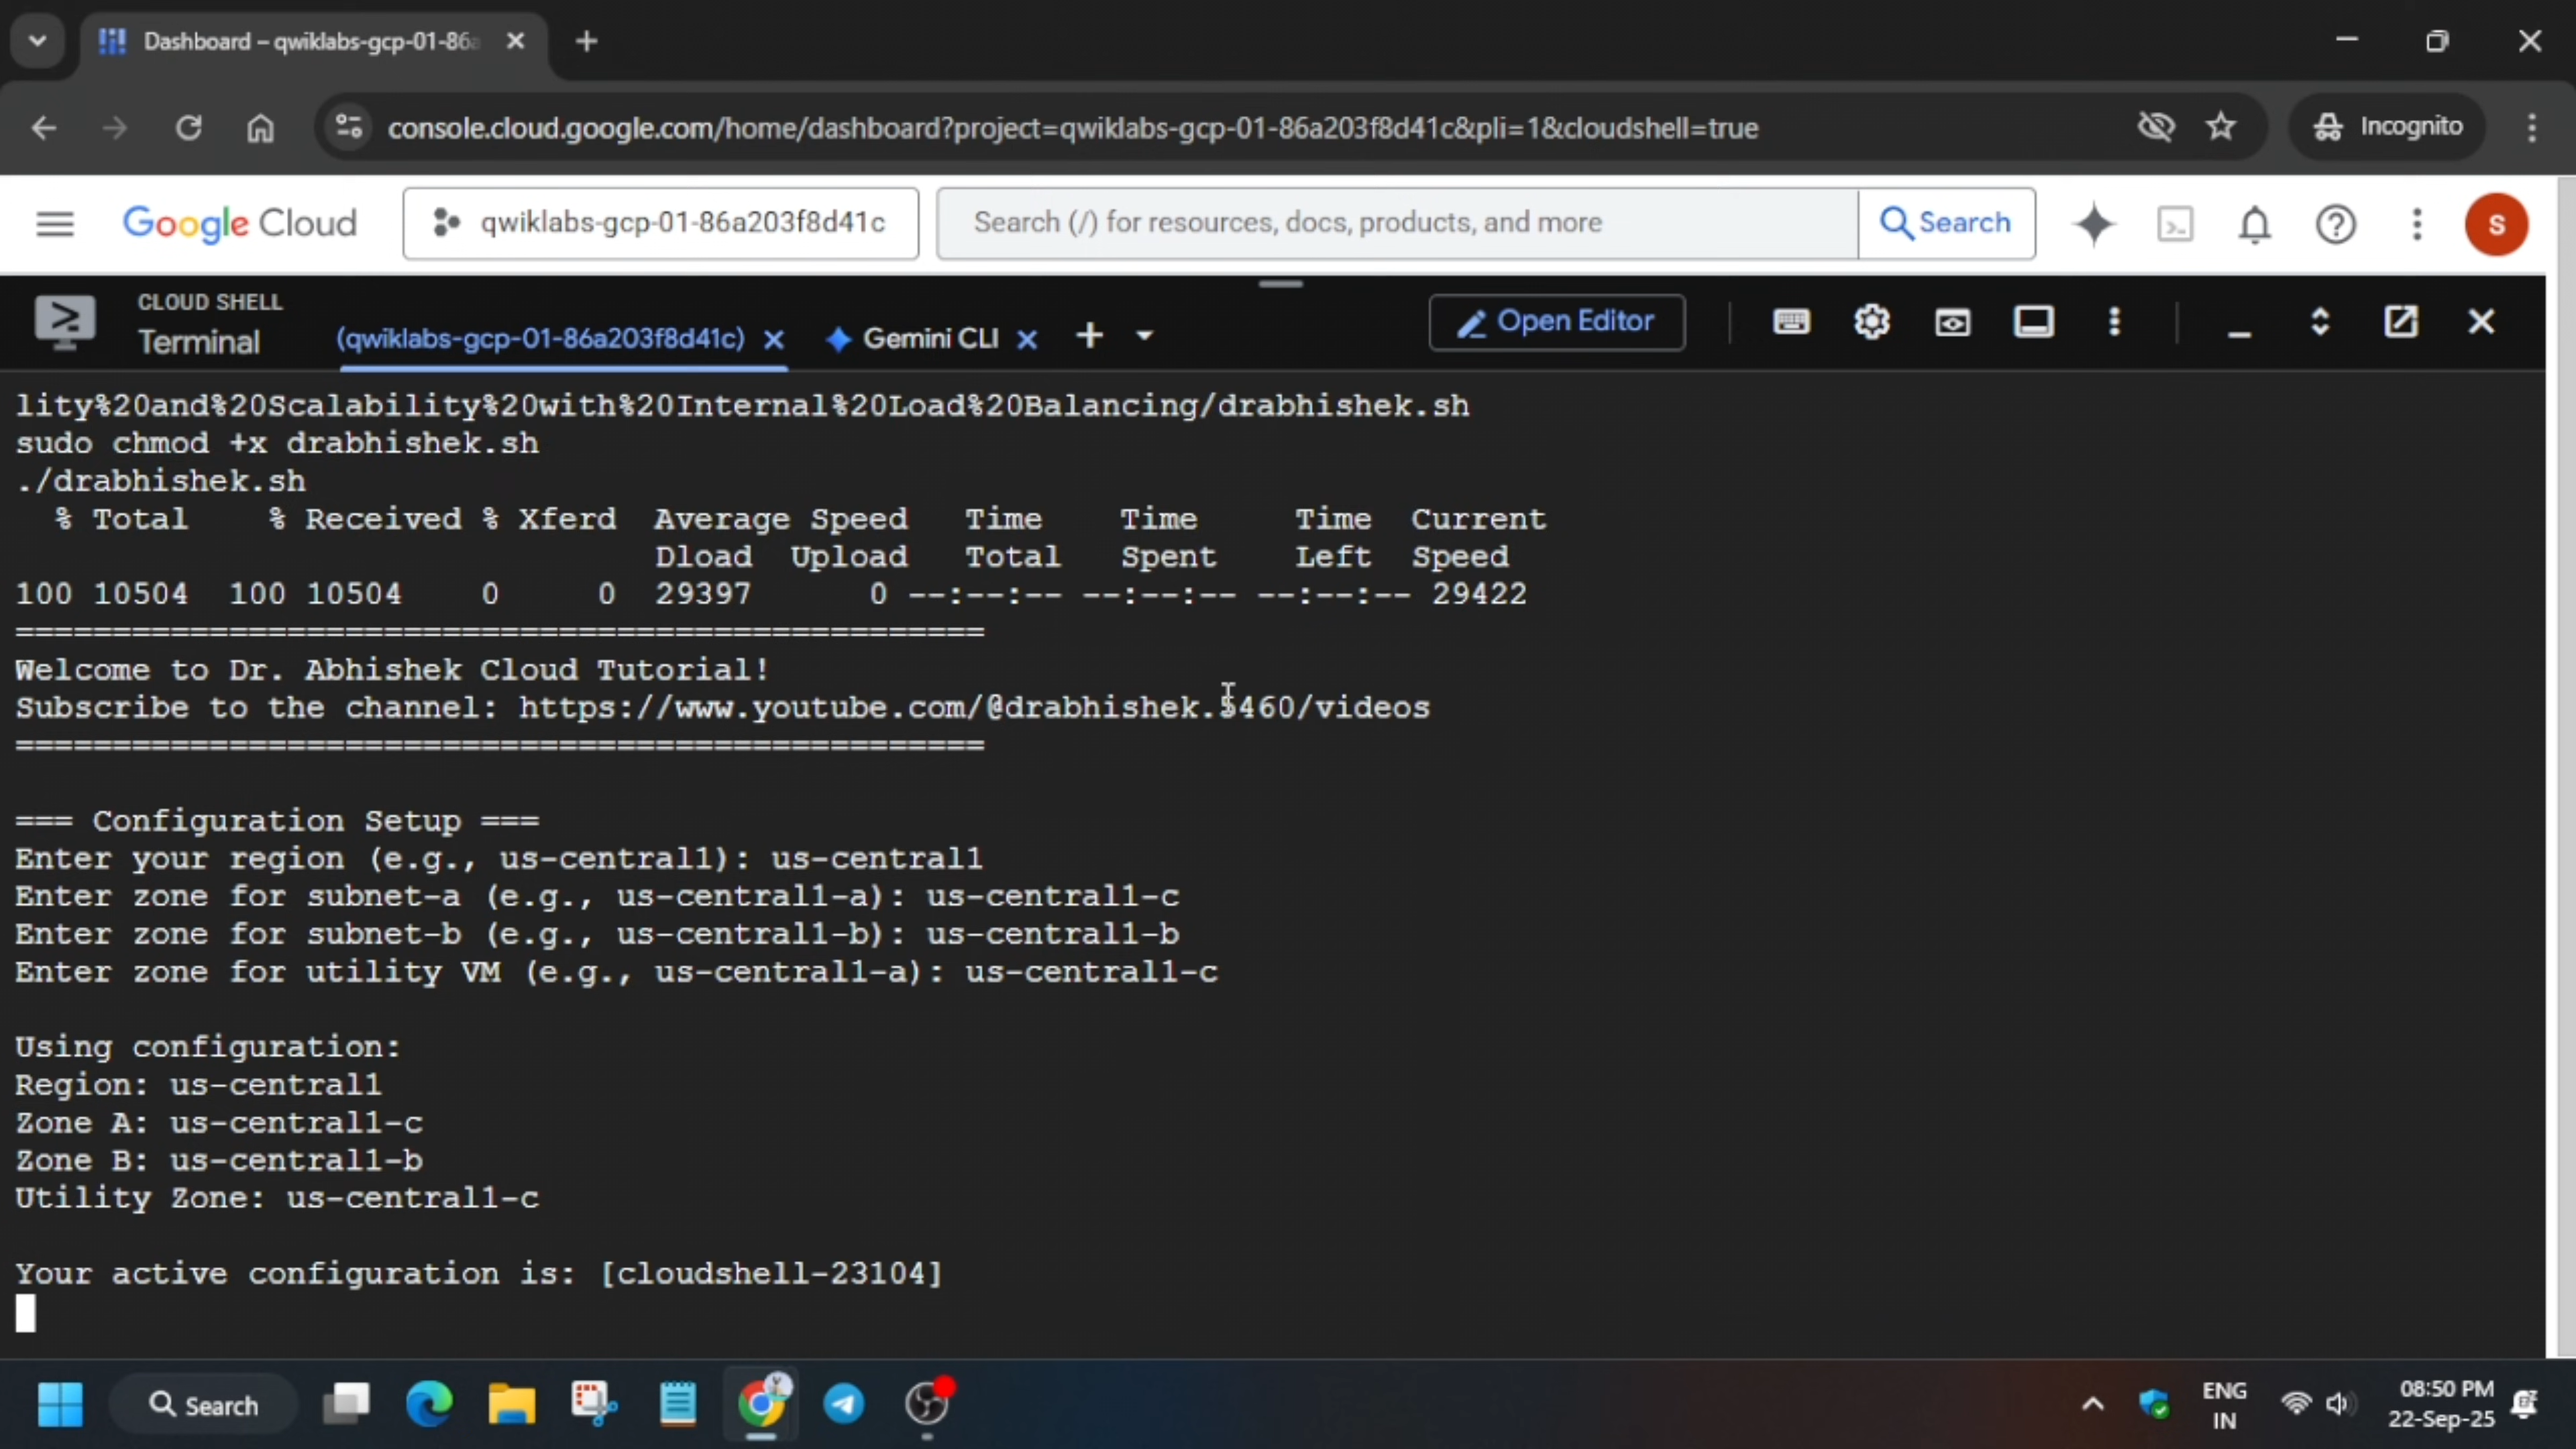 Dashboard – qwiklabs-gcp-01-86a
console.cloud.google.com/home/dashboard?project=qwiklabs-gcp-01-86a203f8d41c&pli=1&cloudshell=true
Incognito
Google Cloud
qwiklabs-gcp-01-86a203f8d41c
Search (/) for resources, docs, products, and more
Search
S
CLOUD SHELL
Terminal
(qwiklabs-gcp-01-86a203f8d41c)
Gemini CLI
Open Editor
lity%20and%20Scalability%20with%20Internal%20Load%20Balancing/drabhishek.sh
sudo chmod +x drabhishek.sh
./drabhishek.sh
% Total % Received % Xferd Average Speed Time Time Time Current
Dload Upload Total Spent Left Speed
100 10504 100 10504 0 0 29397 0 --:--:-- --:--:-- --:--:-- 29422
==================================================
Welcome to Dr. Abhishek Cloud Tutorial!
Subscribe to the channel: https://www.youtube.com/@drabhishek.5460/videos
==================================================
=== Configuration Setup ===
Enter your region (e.g., us-central1): us-central1
Enter zone for subnet-a (e.g., us-central1-a): us-central1-c
Enter zone for subnet-b (e.g., us-central1-b): us-central1-b
Enter zone for utility VM (e.g., us-central1-a): us-central1-c
Using configuration:
Region: us-central1
Zone A: us-central1-c
Zone B: us-central1-b
Utility Zone: us-central1-c
Your active configuration is: [cloudshell-23104]
Search
ENG
IN
08:50 PM
22-Sep-25